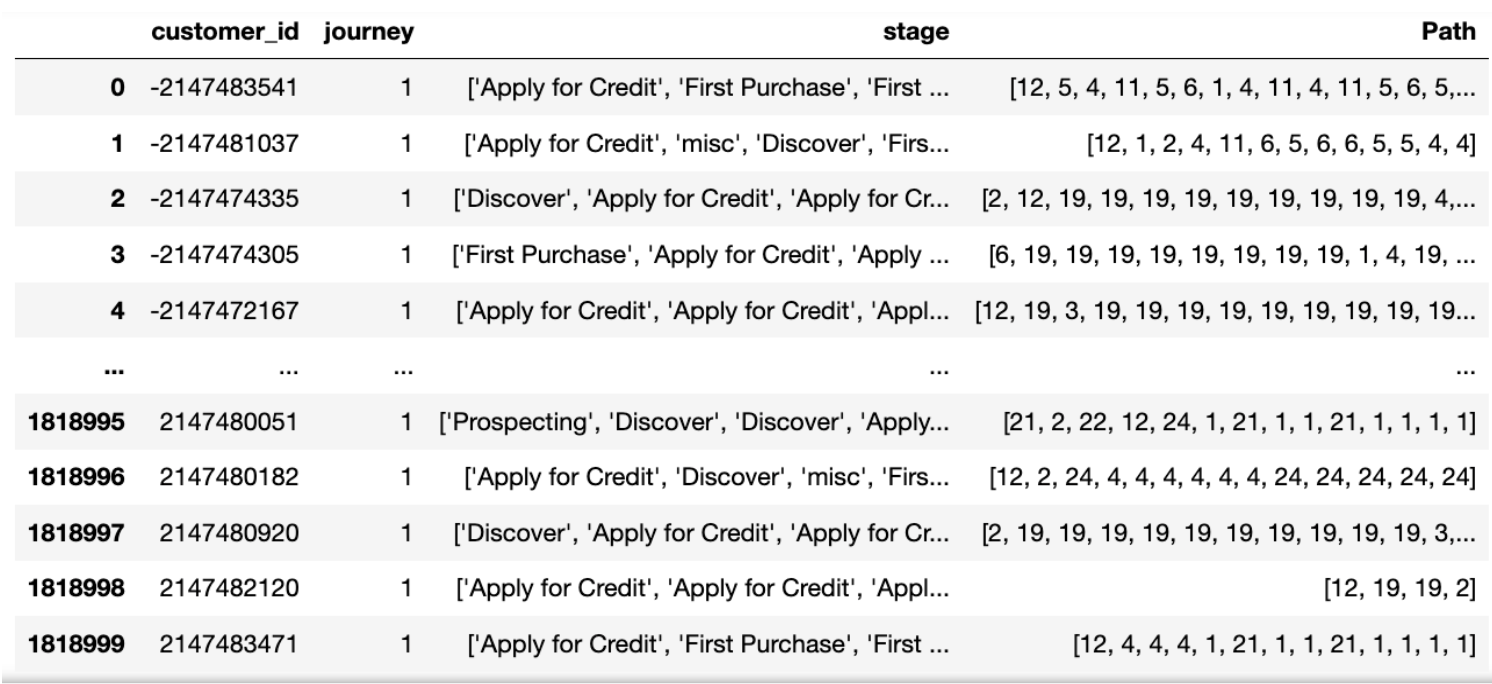 customer_id journey stage Path
0 -2147483541 1 ['Apply for Credit', 'First Purchase', 'First ... [12, 5, 4, 11, 5, 6, 1, 4, 11, 4, 11, 5, 6, 5,...
1 -2147481037 1 ['Apply for Credit', 'misc', 'Discover', 'Firs... [12, 1, 2, 4, 11, 6, 5, 6, 6, 5, 5, 4, 4]
2 -2147474335 1 ['Discover', 'Apply for Credit', 'Apply for Cr... [2, 12, 19, 19, 19, 19, 19, 19, 19, 19, 19, 4,...
3 -2147474305 1 ['First Purchase', 'Apply for Credit', 'Apply ... [6, 19, 19, 19, 19, 19, 19, 19, 19, 1, 4, 19, ...
4 -2147472167 1 ['Apply for Credit', 'Apply for Credit', 'Appl... [12, 19, 3, 19, 19, 19, 19, 19, 19, 19, 19, 19...
... ... ... ... ...
1818995 2147480051 1 ['Prospecting', 'Discover', 'Discover', 'Apply... [21, 2, 22, 12, 24, 1, 21, 1, 1, 21, 1, 1, 1, 1]
1818996 2147480182 1 ['Apply for Credit', 'Discover', 'misc', 'Firs... [12, 2, 24, 4, 4, 4, 4, 4, 4, 24, 24, 24, 24, 24]
1818997 2147480920 1 ['Discover', 'Apply for Credit', 'Apply for Cr... [2, 19, 19, 19, 19, 19, 19, 19, 19, 19, 19, 3,...
1818998 2147482120 1 ['Apply for Credit', 'Apply for Credit', 'Appl... [12, 19, 19, 2]
1818999 2147483471 1 ['Apply for Credit', 'First Purchase', 'First ... [12, 4, 4, 4, 1, 21, 1, 1, 21, 1, 1, 1, 1]